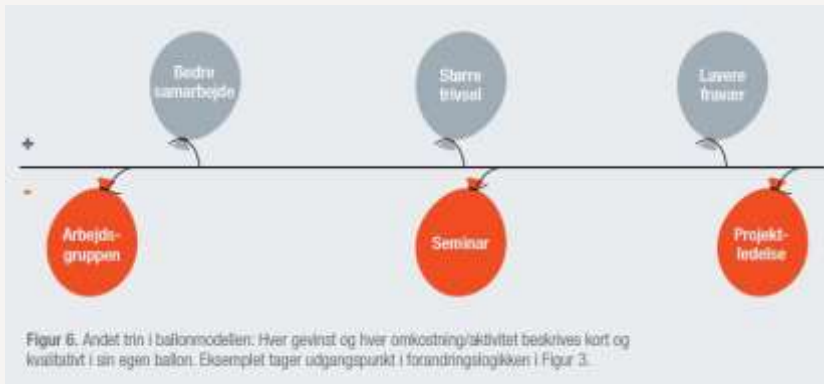 Bedre
samarbejde
Større
trivsel
Lavere
fravær
+
-
Arbejds-
gruppen
Seminar
Projekt-
ledelse
Figur 6. Andet trin i ballonmodellen: Hver gevinst og hver omkostning/aktivitet beskrives kort og
kvalitativt i sin egen ballon. Eksemplet tager udgangspunkt i forandringslogikken i Figur 3.